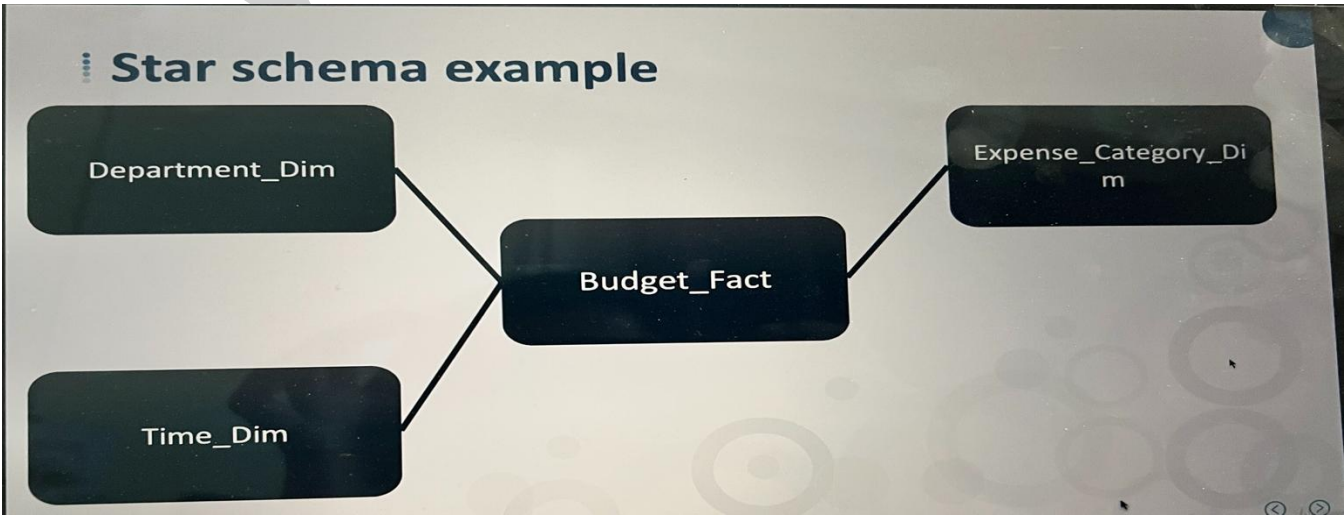 Star schema example
Department_Dim
Expense_Category_Di
m
Budget_Fact
Time_Dim